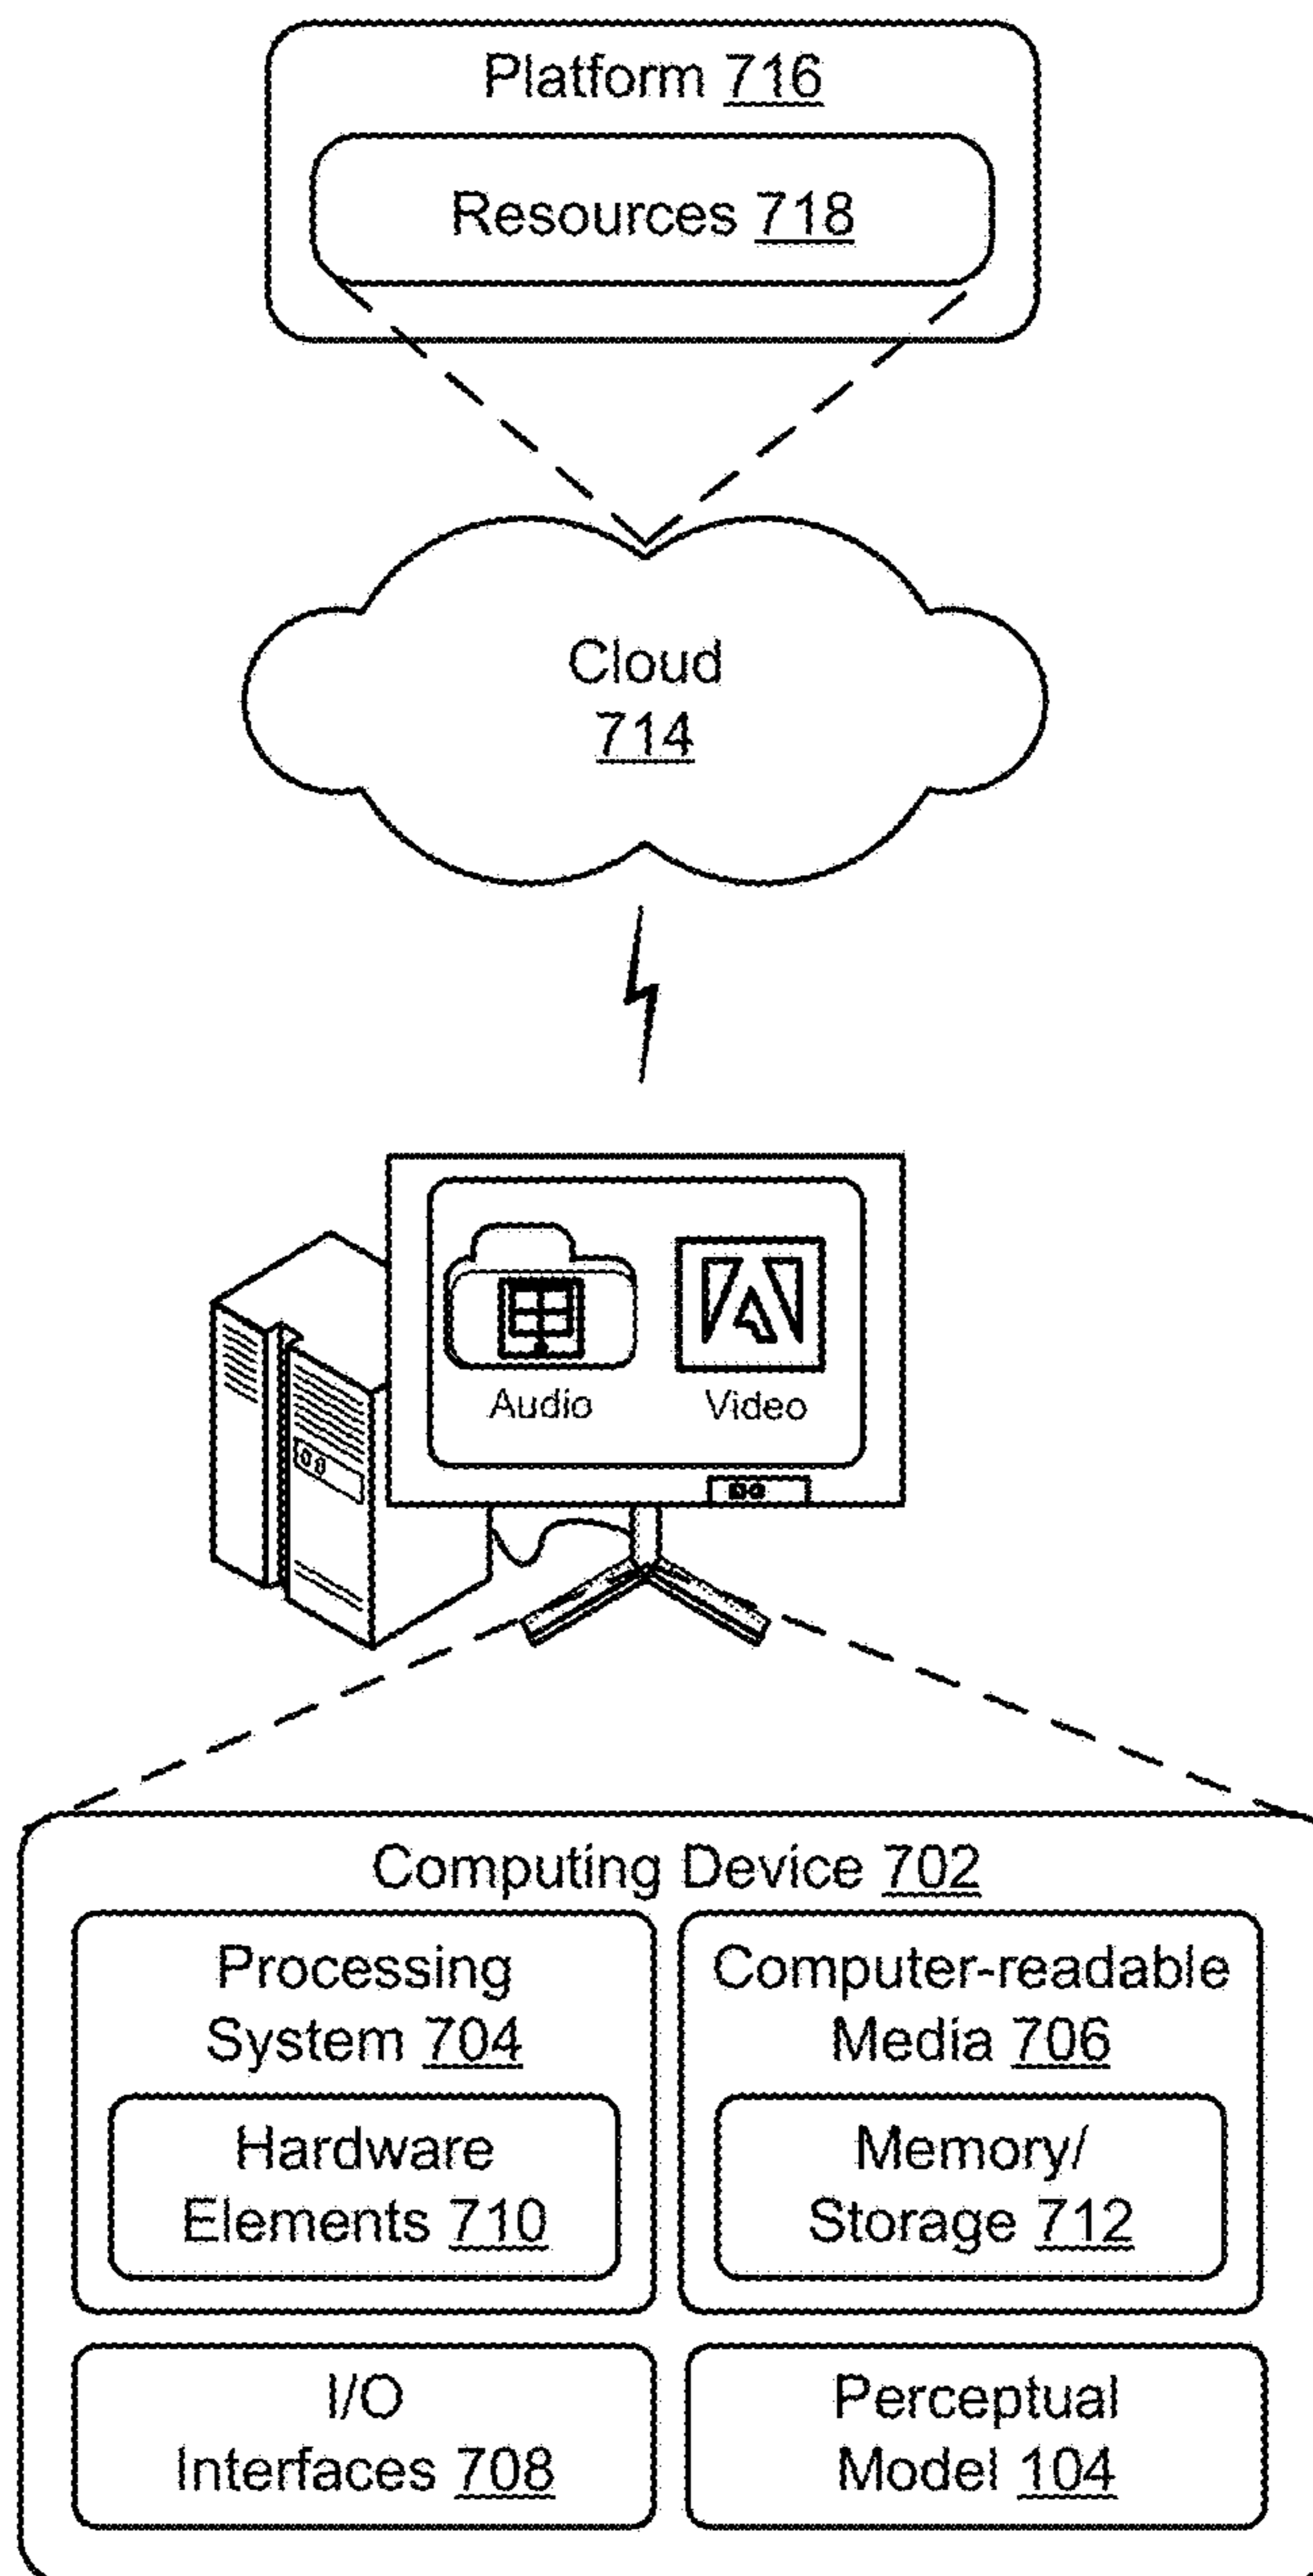 Platform 716
Resources 718
Cloud
714
Audio
Video
Computing Device 702
Processing
System 704
Hardware
Elements 710
Computer-readable
Media 706
Memory/
Storage 712
I/O
Interfaces 708
Perceptual
Model 104